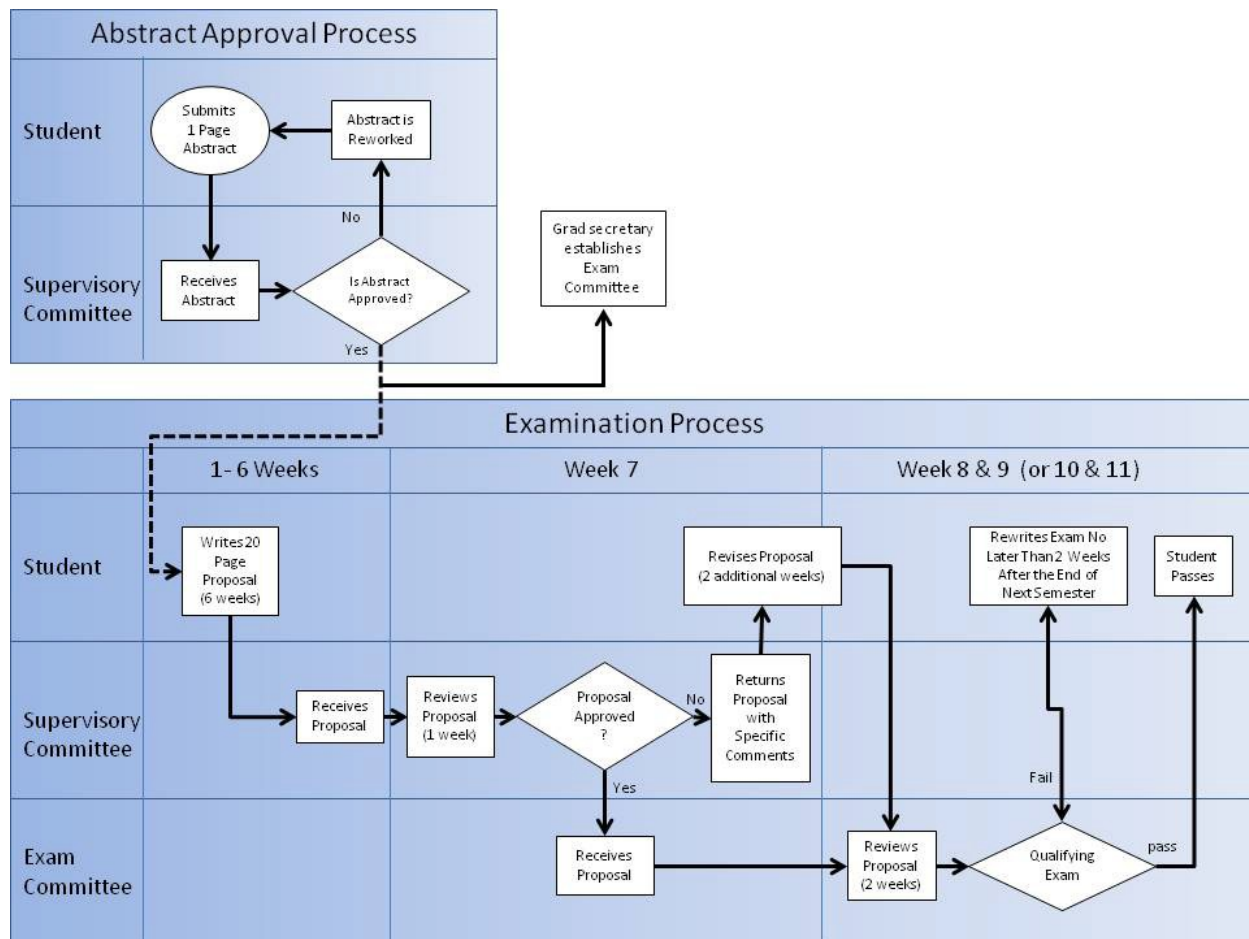 Abstract Approval Process
Student
Submits
1 Page
Abstract
Abstract is
Reworked
No
Supervisory
Committee
Receives
Abstract
Is Abstract
Approved?
Yes
Grad secretary
establishes
Exam
Committee
Examination Process
1- 6 Weeks
Week 7
Week 8 & 9 (or 10 & 11)
Student
Writes 20
Page
Proposal
(6 weeks)
Revises Proposal
(2 additional weeks)
Rewrites Exam No
Later Than 2 Weeks
After the End of
Next Semester
Student
Passes
Supervisory
Committee
Receives
Proposal
Reviews
Proposal
(1 week)
Proposal
Approved
?
No
Returns
Proposal
with
Specific
Comments
Yes
Fail
Exam
Committee
Receives
Proposal
Reviews
Proposal
(2 weeks)
Qualifying
Exam
pass